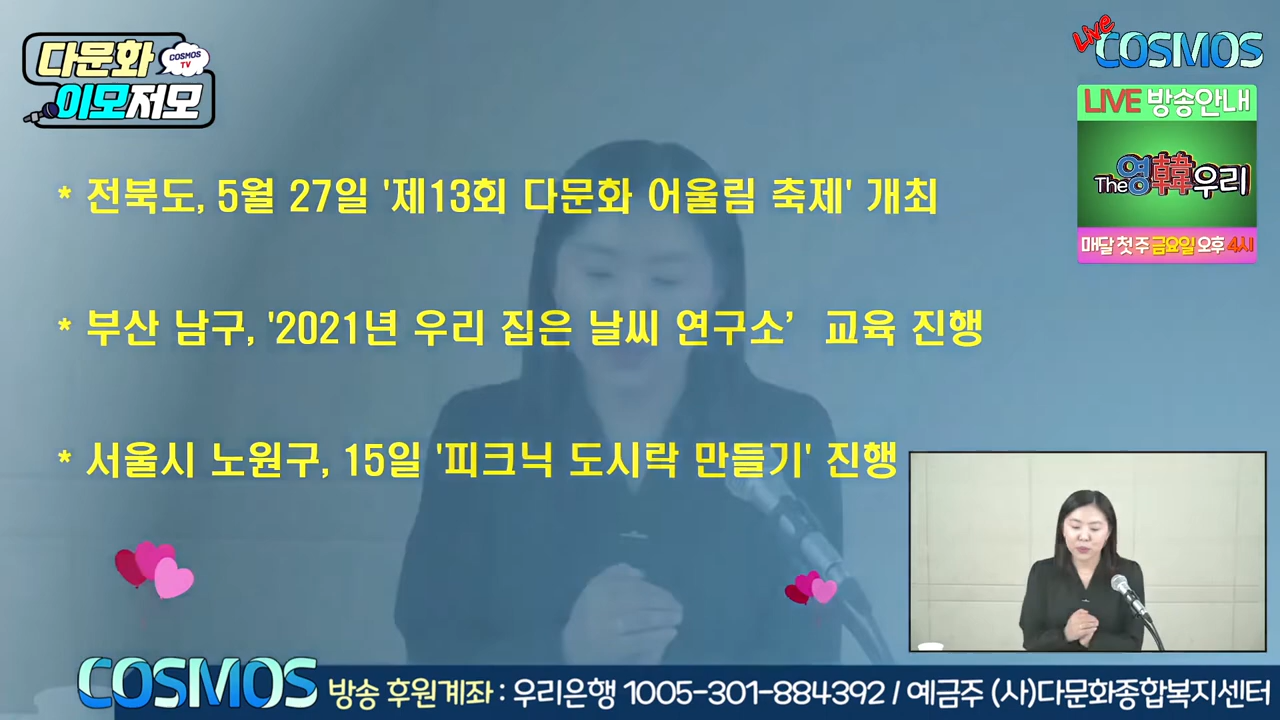 다문화
이모저모
COSMOS
TV
Live
COSMOS
LIVE 방송안내
The영韓우리
매달 첫 주 금요일 오후 4시
* 전북도, 5월 27일 '제13회 다문화 어울림 축제' 개최
* 부산 남구, '2021년 우리 집은 날씨 연구소’ 교육 진행
* 서울시 노원구, 15일 '피크닉 도시락 만들기' 진행
COSMOS 방송 후원계좌 : 우리은행 1005-301-884392 / 예금주 (사)다문화종합복지센터